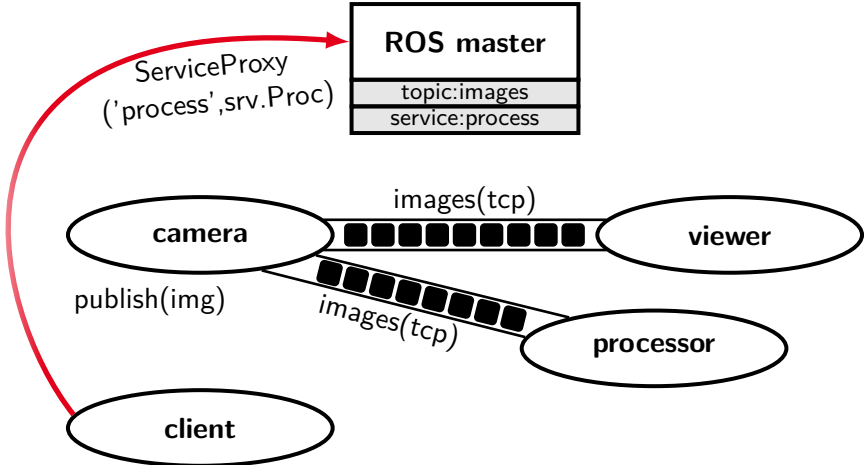 ROS master
topic:images
service:process
ServiceProxy
('process',srv.Proc)
images(tcp)
camera
viewer
publish(img)
images(tcp)
processor
client